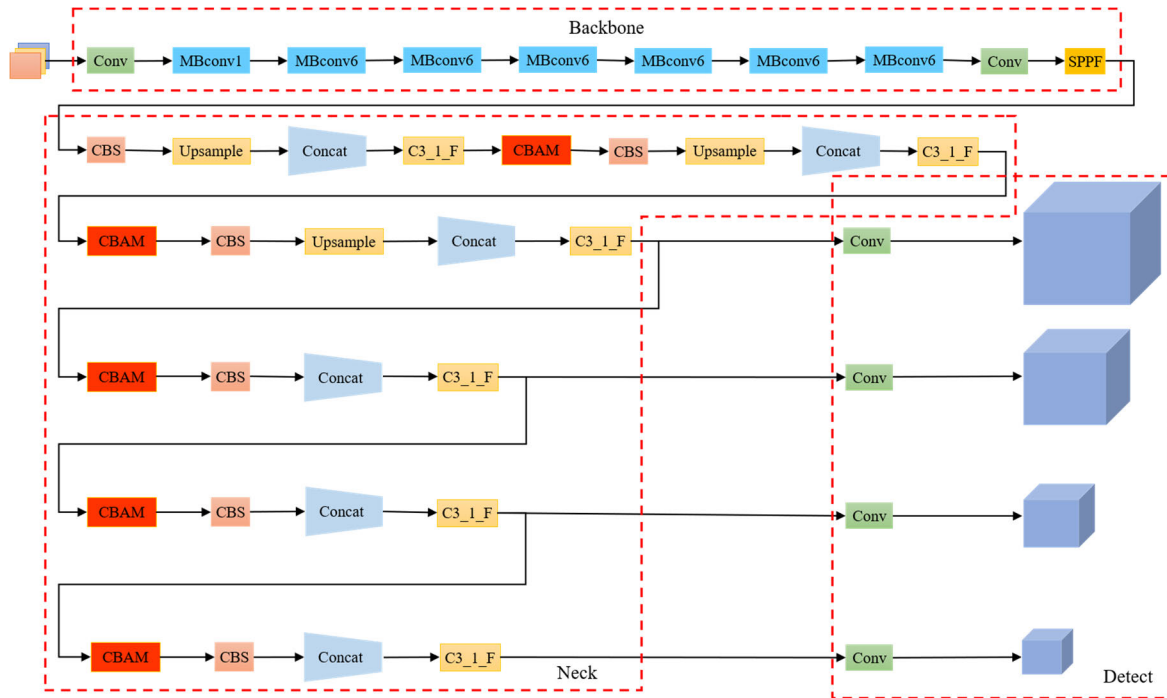 Backbone
Conv MBconv1 MBconv6 MBconv6 MBconv6 MBconv6 MBconv6 MBconv6 Conv SPPF
CBS Upsample Concat C3_1_F CBAM CBS Upsample Concat C3_1_F
CBAM CBS Upsample Concat C3_1_F Conv
CBAM CBS Concat C3_1_F Conv
CBAM CBS Concat C3_1_F Conv
CBAM CBS Concat C3_1_F Conv
Neck Detect